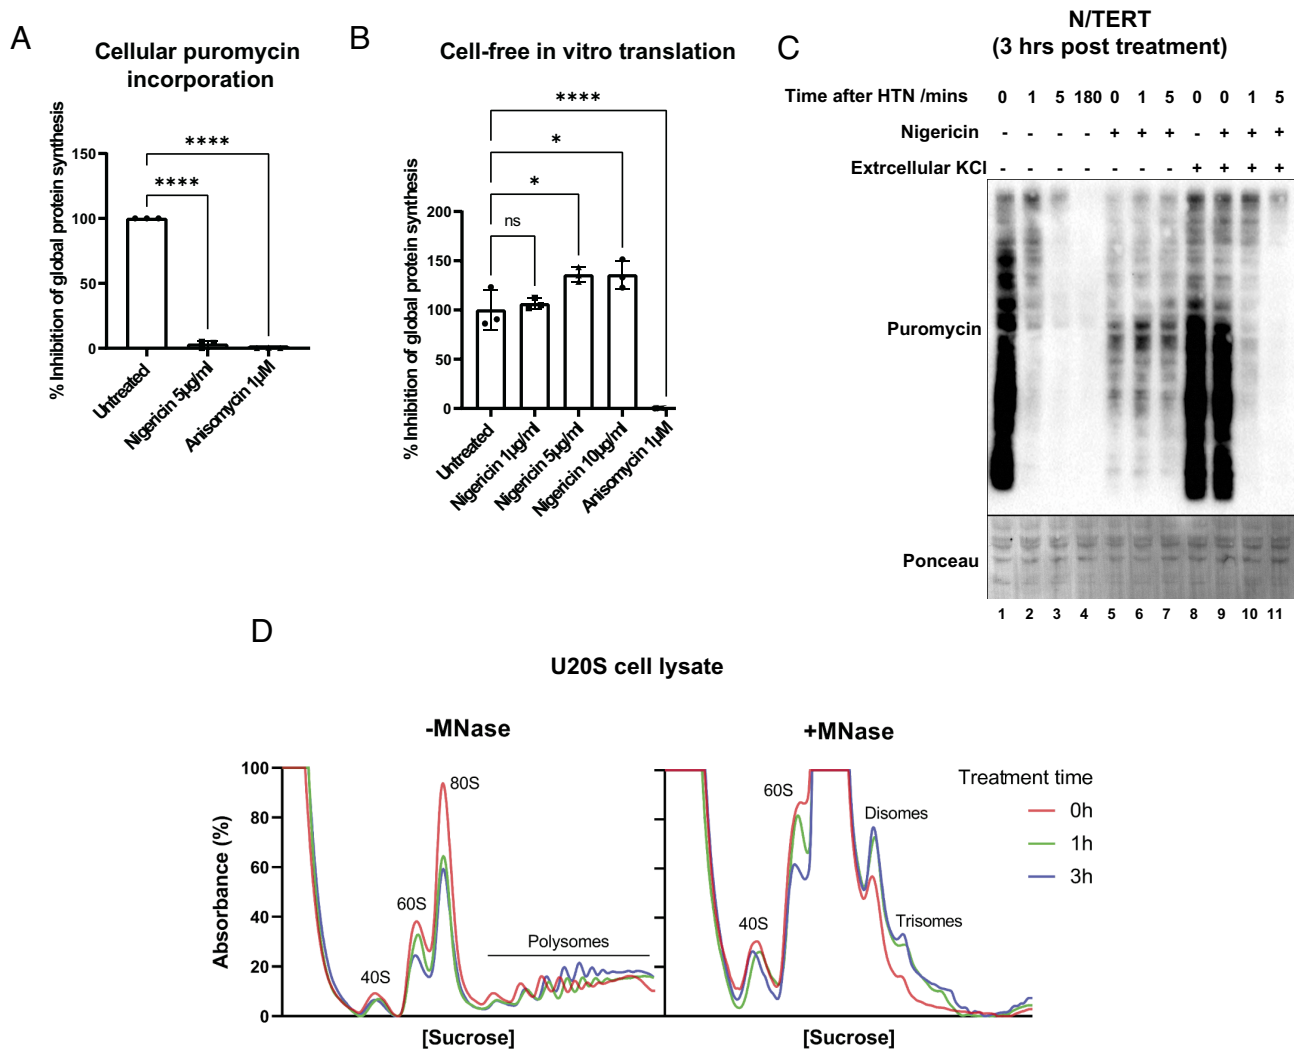 A
Cellular puromycin
incorporation
% Inhibition of global protein synthesis
150
100
50
0
****
****
Untreated
Nigericin 5µg/ml
Anisomycin 1µM
B
Cell-free in vitro translation
% Inhibition of global protein synthesis
200
150
100
50
0
****
*
*
ns
Untreated
Nigericin 1µg/ml
Nigericin 5µg/ml
Nigericin 10µg/ml
Anisomycin 1µM
C
N/TERT
(3 hrs post treatment)
Time after HTN /mins 0 1 5 180 0 1 5 0 0 1 5
Nigericin - - - - + + + - + + +
Extrcellular KCl - - - - - - - + + + +
Puromycin
Ponceau
1 2 3 4 5 6 7 8 9 10 11
D
U20S cell lysate
-MNase
Absorbance (%)
100
80
60
40
20
0
40S
60S
80S
Polysomes
[Sucrose]
+MNase
40S
60S
Disomes
Trisomes
[Sucrose]
Treatment time
0h
1h
3h